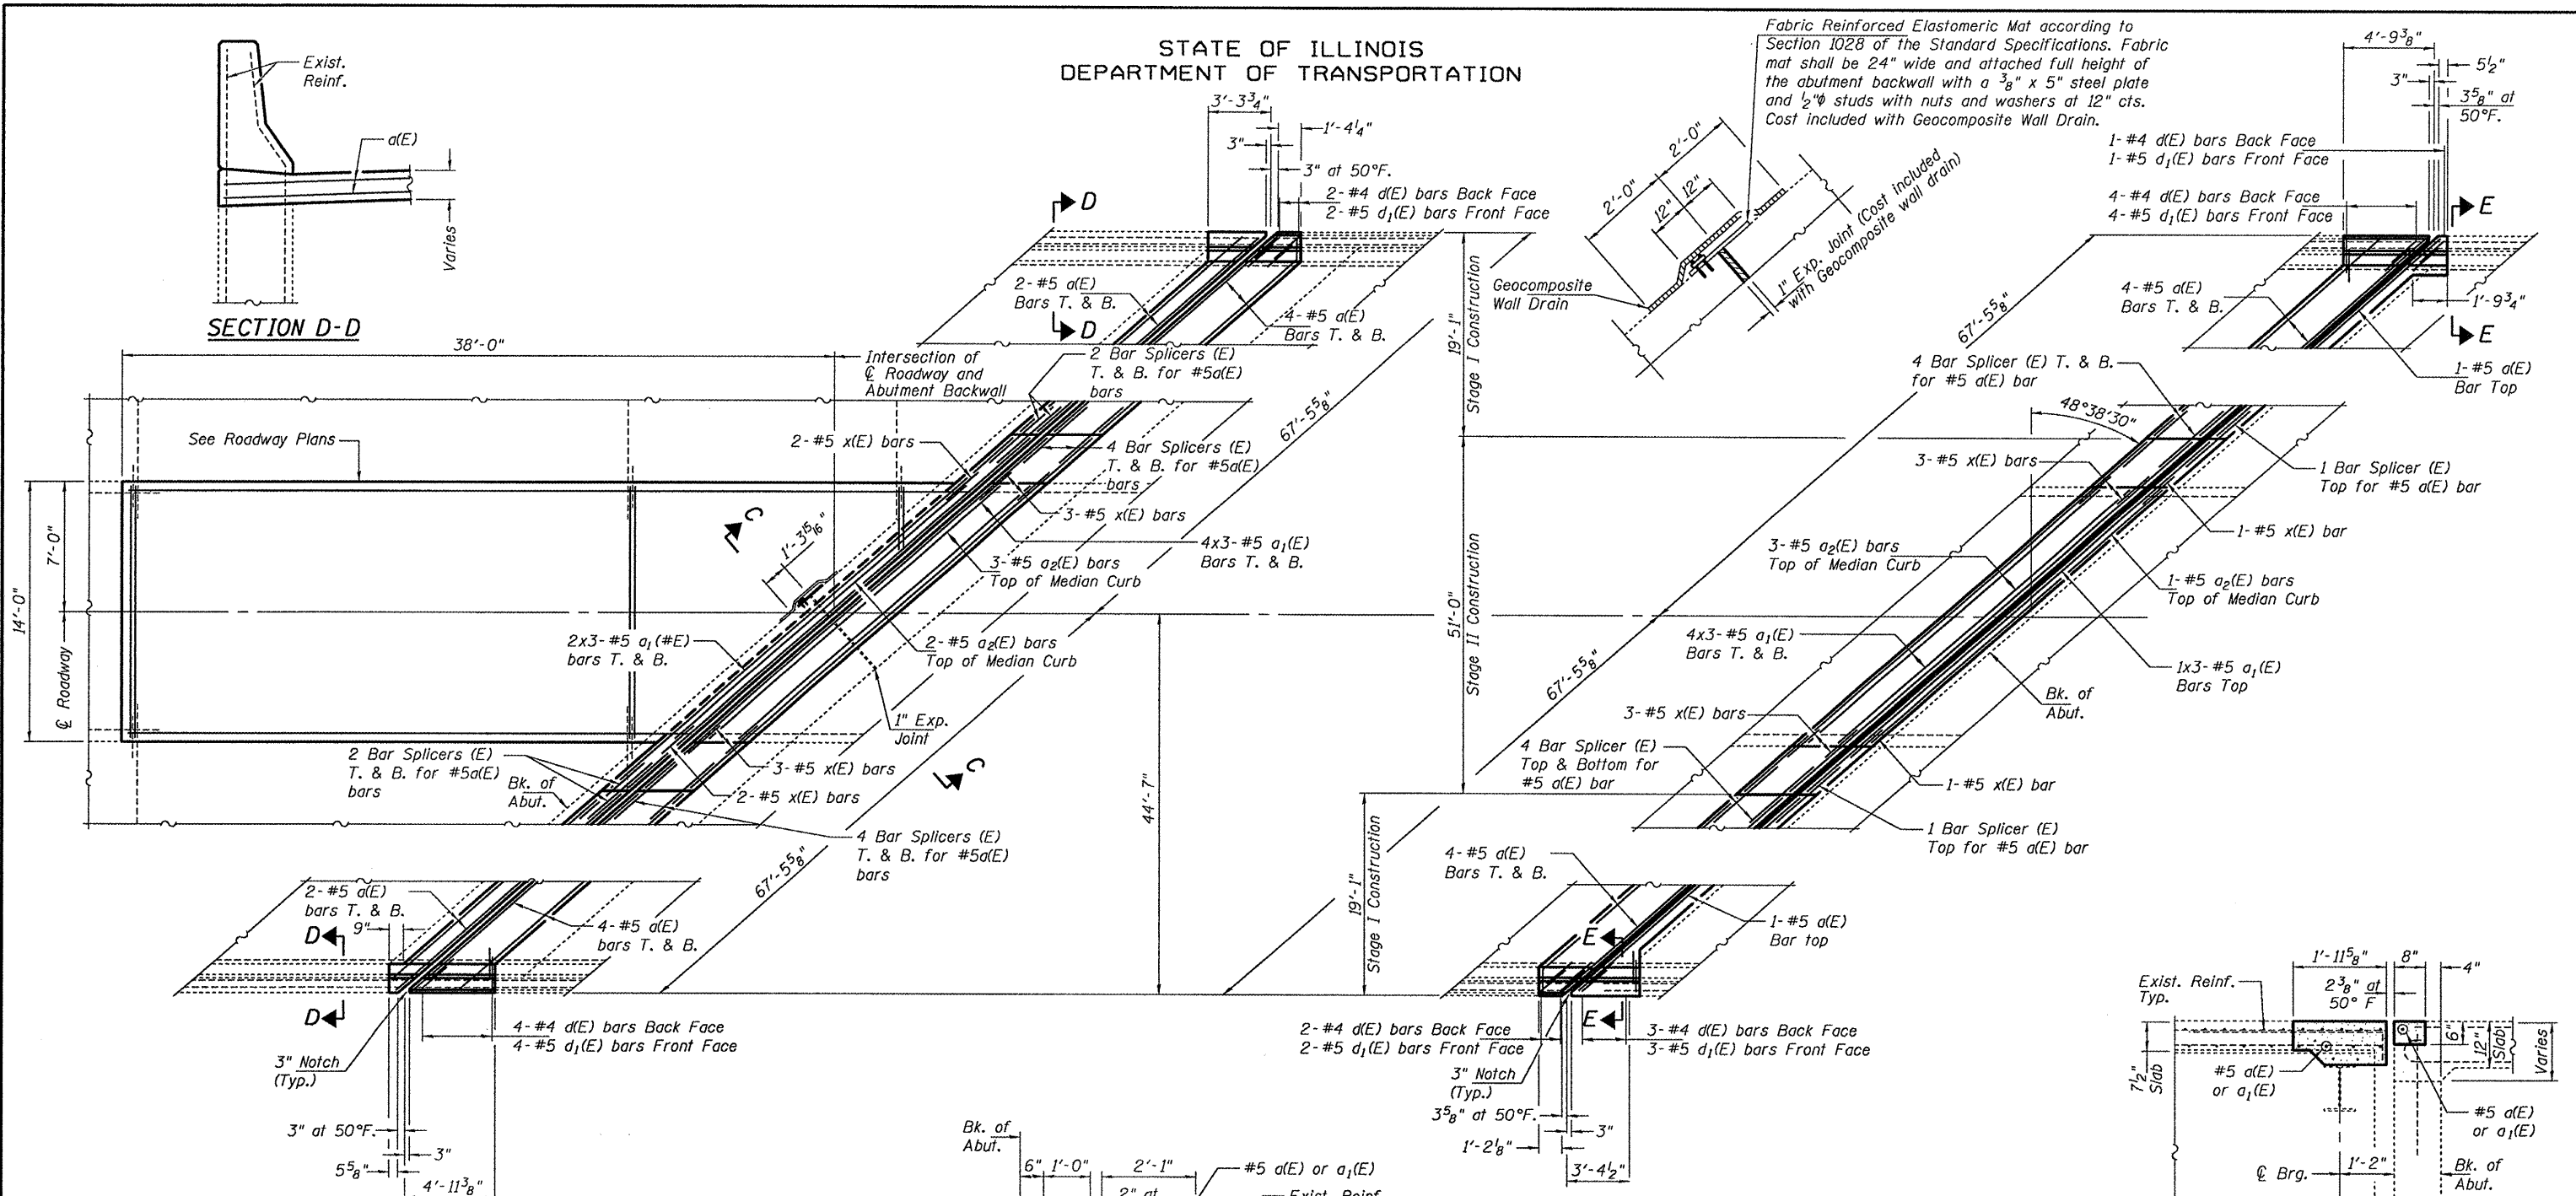 STATE OF ILLINOIS
DEPARTMENT OF TRANSPORTATION
Exist.
Reinf.
a(E)
Varies
SECTION D-D
3'-3¾"
1'-4¼"
3"
3" at 50°F.
2-#4 d(E) bars Back Face
2-#5 d₁(E) bars Front Face
D
D
2-#5 a(E)
Bars T. & B.
4-#5 a(E)
Bars T. & B.
Fabric Reinforced Elastomeric Mat according to
Section 1028 of the Standard Specifications. Fabric
mat shall be 24" wide and attached full height of
the abutment backwall with a ⅜" x 5" steel plate
and ½"ϕ studs with nuts and washers at 12" cts.
Cost included with Geocomposite Wall Drain.
2'-0"
2'-0"
12"
12"
1" Exp. Joint (Cost included
with Geocomposite wall drain)
Geocomposite
Wall Drain
4'-9⅜"
5½"
3"
3⅝" at
50°F.
1-#4 d(E) bars Back Face
1-#5 d₁(E) bars Front Face
4-#4 d(E) bars Back Face
4-#5 d₁(E) bars Front Face
E
E
4-#5 a(E)
Bars T. & B.
1'-9¾"
1-#5 a(E)
Bar Top
38'-0"
Intersection of
℄ Roadway and
Abutment Backwall
2 Bar Splicers (E)
T. & B. for #5a(E)
bars
19'-1"
Stage I Construction
67'-5⅝"
67'-5⅝"
See Roadway Plans
2-#5 x(E) bars
4 Bar Splicers (E)
T. & B. for #5a(E)
bars
3-#5 x(E) bars
4x3-#5 a₁(E)
Bars T. & B.
3-#5 a₂(E) bars
Top of Median Curb
C
1'-3 15/16"
14'-0"
7'-0"
℄ Roadway
2x3-#5 a₁(#E)
bars T. & B.
2-#5 a₂(E) bars
Top of Median Curb
1" Exp.
Joint
C
2 Bar Splicers (E)
T. & B. for #5a(E)
bars
Bk. of
Abut.
3-#5 x(E) bars
2-#5 x(E) bars
4 Bar Splicers (E)
T. & B. for #5a(E)
bars
44'-7"
51'-0"
Stage II Construction
67'-5⅝"
67'-5⅝"
4 Bar Splicer (E) T. & B.
for #5 a(E) bar
48°38'30"
3-#5 x(E) bars
1 Bar Splicer (E)
Top for #5 a(E) bar
1-#5 x(E) bar
3-#5 a₂(E) bars
Top of Median Curb
1-#5 a₂(E) bars
Top of Median Curb
4x3-#5 a₁(E)
Bars T. & B.
1x3-#5 a₁(E)
Bars Top
Bk. of
Abut.
3-#5 x(E) bars
4 Bar Splicer (E)
Top & Bottom for
#5 a(E) bar
1-#5 x(E) bar
1 Bar Splicer (E)
Top for #5 a(E) bar
2-#5 a(E)
bars T. & B.
9"
D
D
4-#5 a(E)
bars T. & B.
4-#4 d(E) bars Back Face
4-#5 d₁(E) bars Front Face
3" Notch
(Typ.)
3" at 50°F.
3"
5⅝"
4'-11⅜"
19'-1"
Stage I Construction
4-#5 a(E)
Bars T. & B.
1-#5 a(E)
Bar top
E
E
2-#4 d(E) bars Back Face
2-#5 d₁(E) bars Front Face
3-#4 d(E) bars Back Face
3-#5 d₁(E) bars Front Face
3" Notch
(Typ.)
3⅝" at 50°F.
3"
1'-2⅛"
3'-4½"
Bk. of
Abut.
6"
1'-0"
2'-1"
2" at
#5 a(E) or a₁(E)
Exist. Reinf.
1'-11⅝"
8"
4"
Exist. Reinf.
Typ.
2⅜" at
50° F
6"
12"
Slab
Varies
7½"
Slab
#5 a(E)
or a₁(E)
#5 a(E)
or a₁(E)
℄ Brg.
1'-2"
Bk. of
Abut.